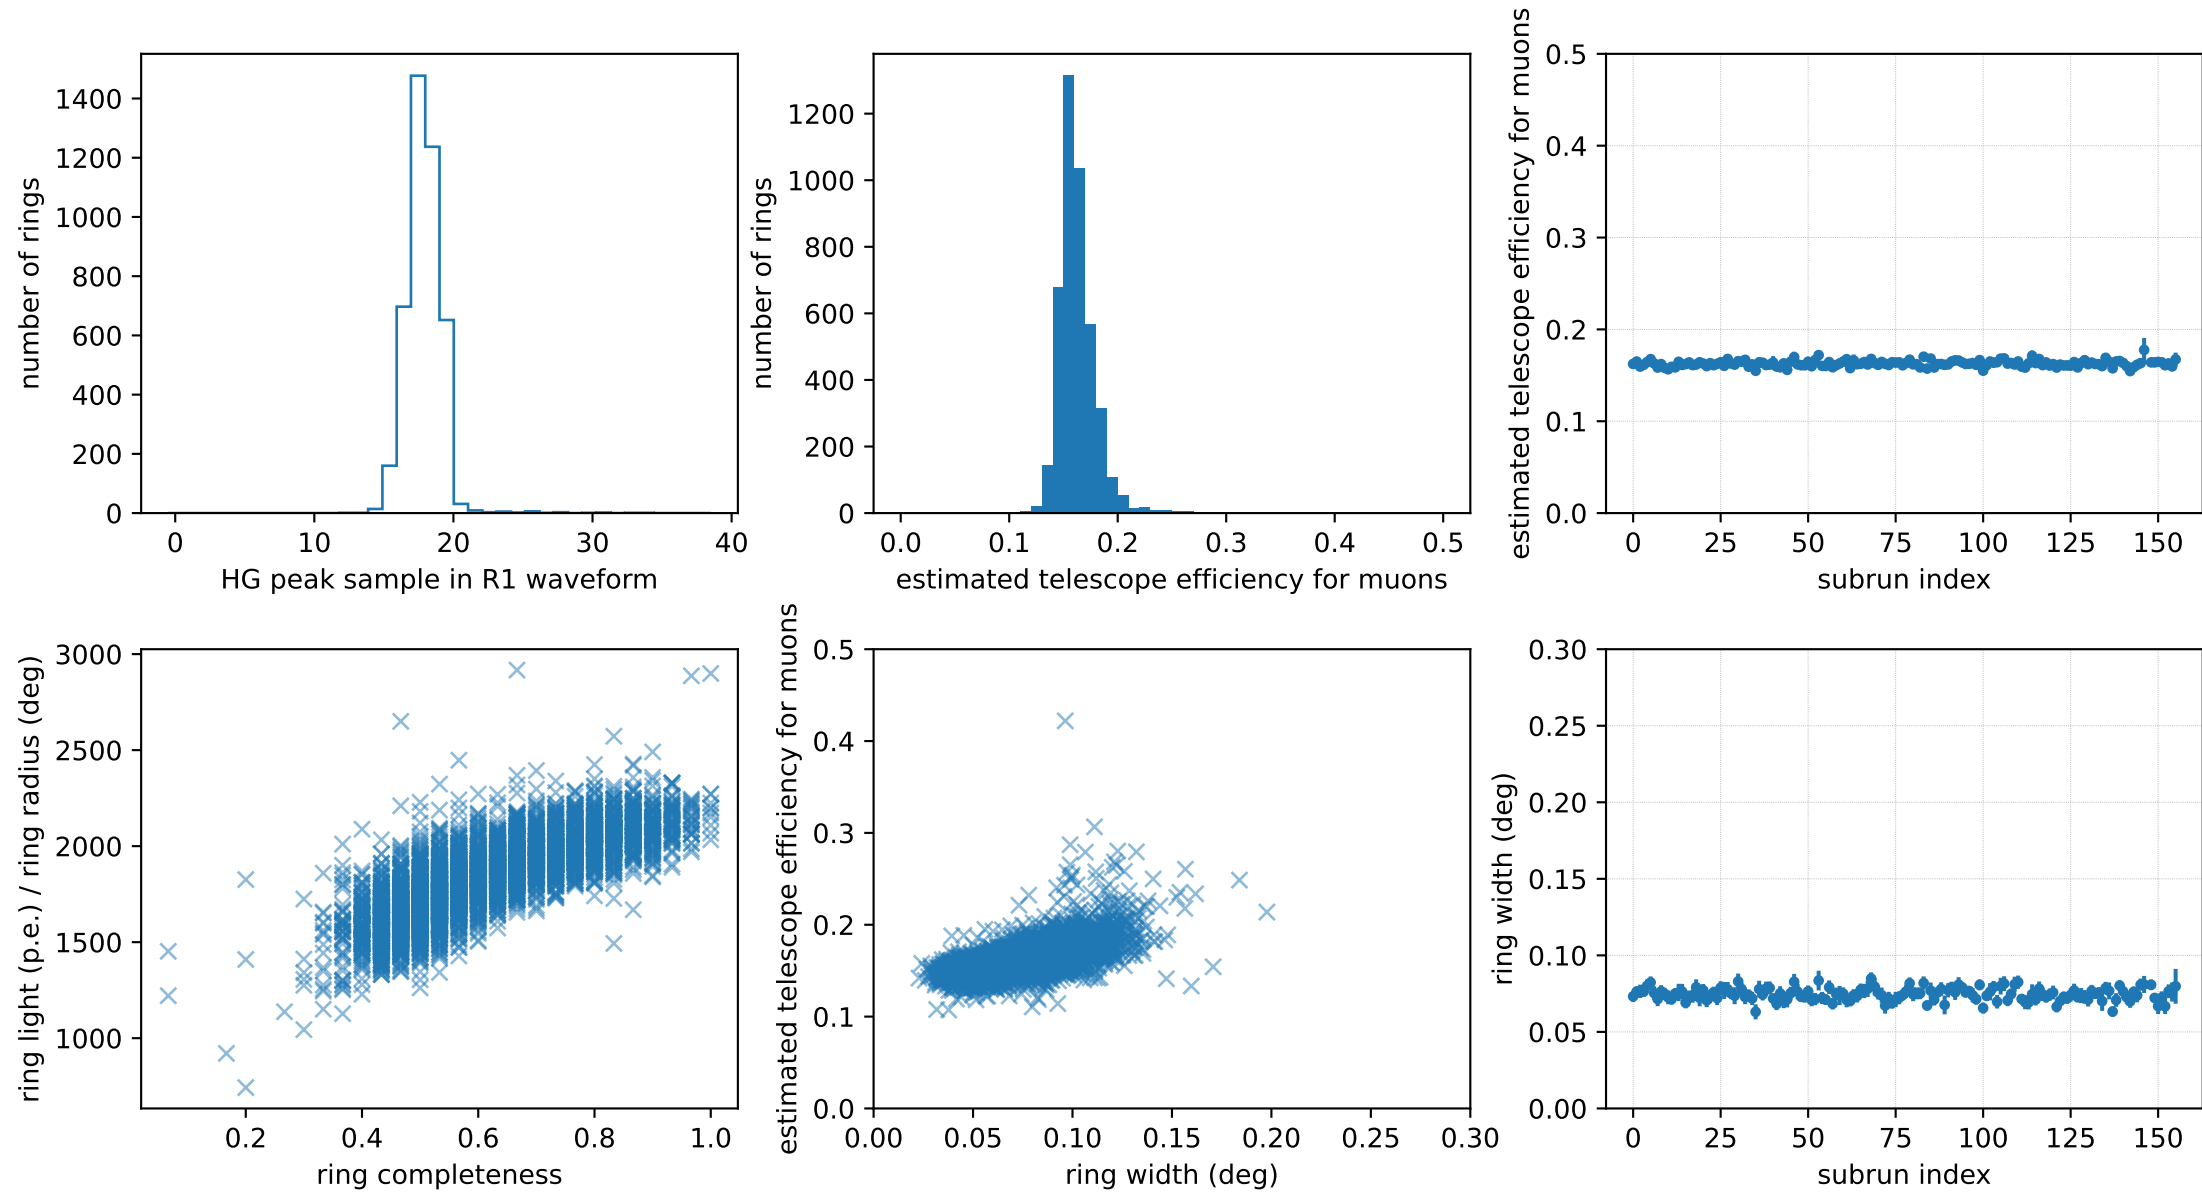 number of rings
1400
1200
1000
800
600
400
200
0
0 10 20 30 40
HG peak sample in R1 waveform
number of rings
1200
1000
800
600
400
200
0
0.0 0.1 0.2 0.3 0.4 0.5
estimated telescope efficiency for muons
estimated telescope efficiency for muons
0.5
0.4
0.3
0.2
0.1
0.0
0 25 50 75 100 125 150
subrun index
ring light (p.e.) / ring radius (deg)
3000
2500
2000
1500
1000
0.2 0.4 0.6 0.8 1.0
ring completeness
estimated telescope efficiency for muons
0.5
0.4
0.3
0.2
0.1
0.0
0.00 0.05 0.10 0.15 0.20 0.25 0.30
ring width (deg)
ring width (deg)
0.30
0.25
0.20
0.15
0.10
0.05
0.00
0 25 50 75 100 125 150
subrun index